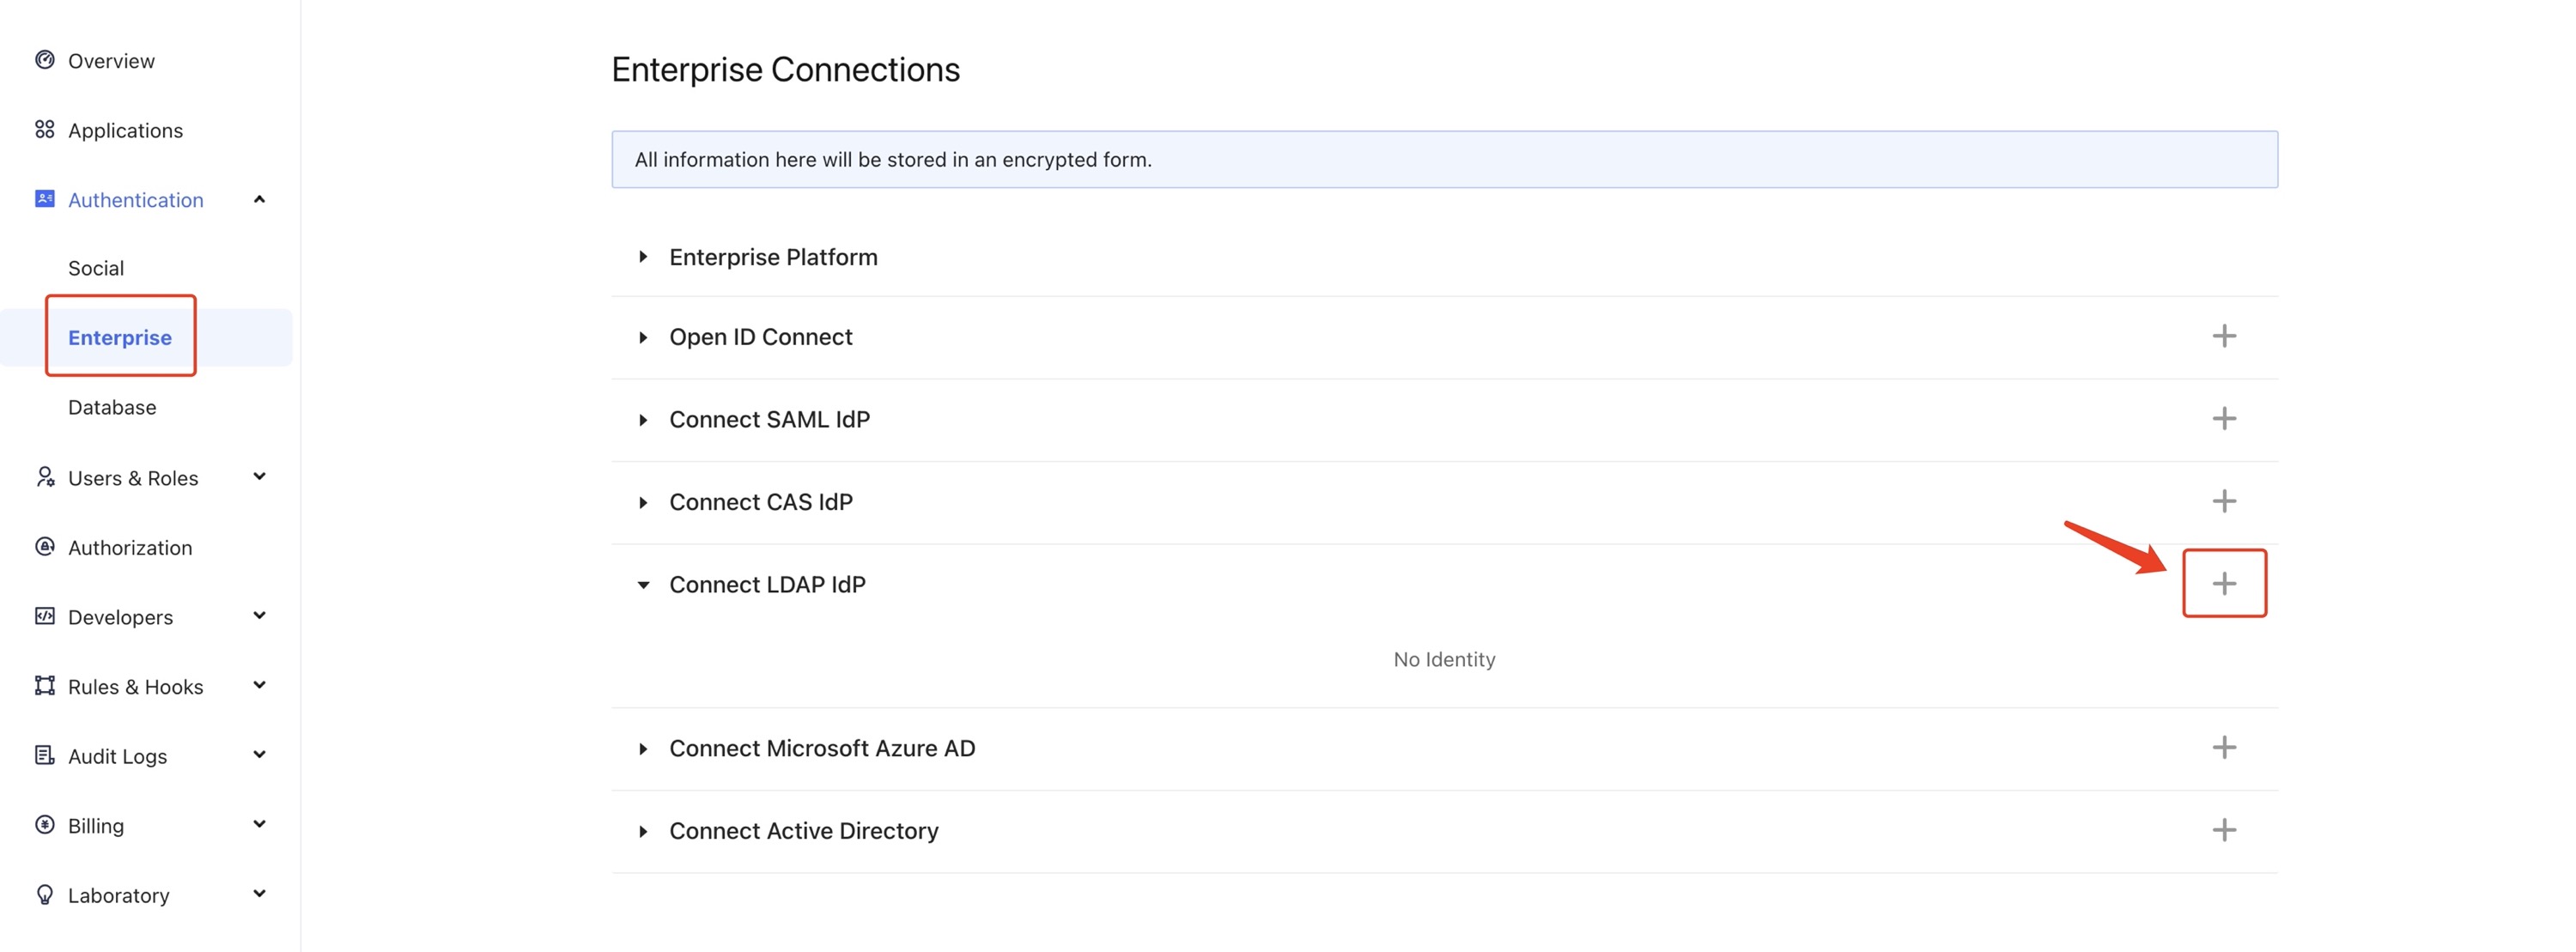 Overview
Applications
Authentication
Social
Enterprise
Database
Users & Roles
Authorization
Developers
Rules & Hooks
Audit Logs
Billing
Laboratory
Enterprise Connections
All information here will be stored in an encrypted form.
Enterprise Platform
Open ID Connect
Connect SAML IdP
Connect CAS IdP
Connect LDAP IdP
No Identity
Connect Microsoft Azure AD
Connect Active Directory